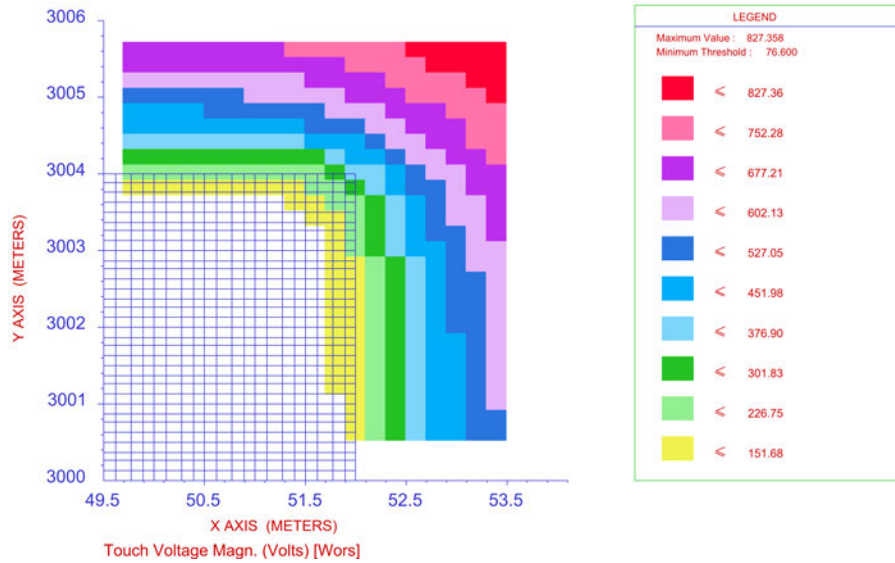 3006
3005
3004
3003
3002
3001
3000
Y AXIS (METERS)
49.5 50.5 51.5 52.5 53.5
X AXIS (METERS)
Touch Voltage Magn. (Volts) [Wors]
LEGEND
Maximum Value : 827.358
Minimum Threshold : 76.600
⩽ 827.36
⩽ 752.28
⩽ 677.21
⩽ 602.13
⩽ 527.05
⩽ 451.98
⩽ 376.90
⩽ 301.83
⩽ 226.75
⩽ 151.68